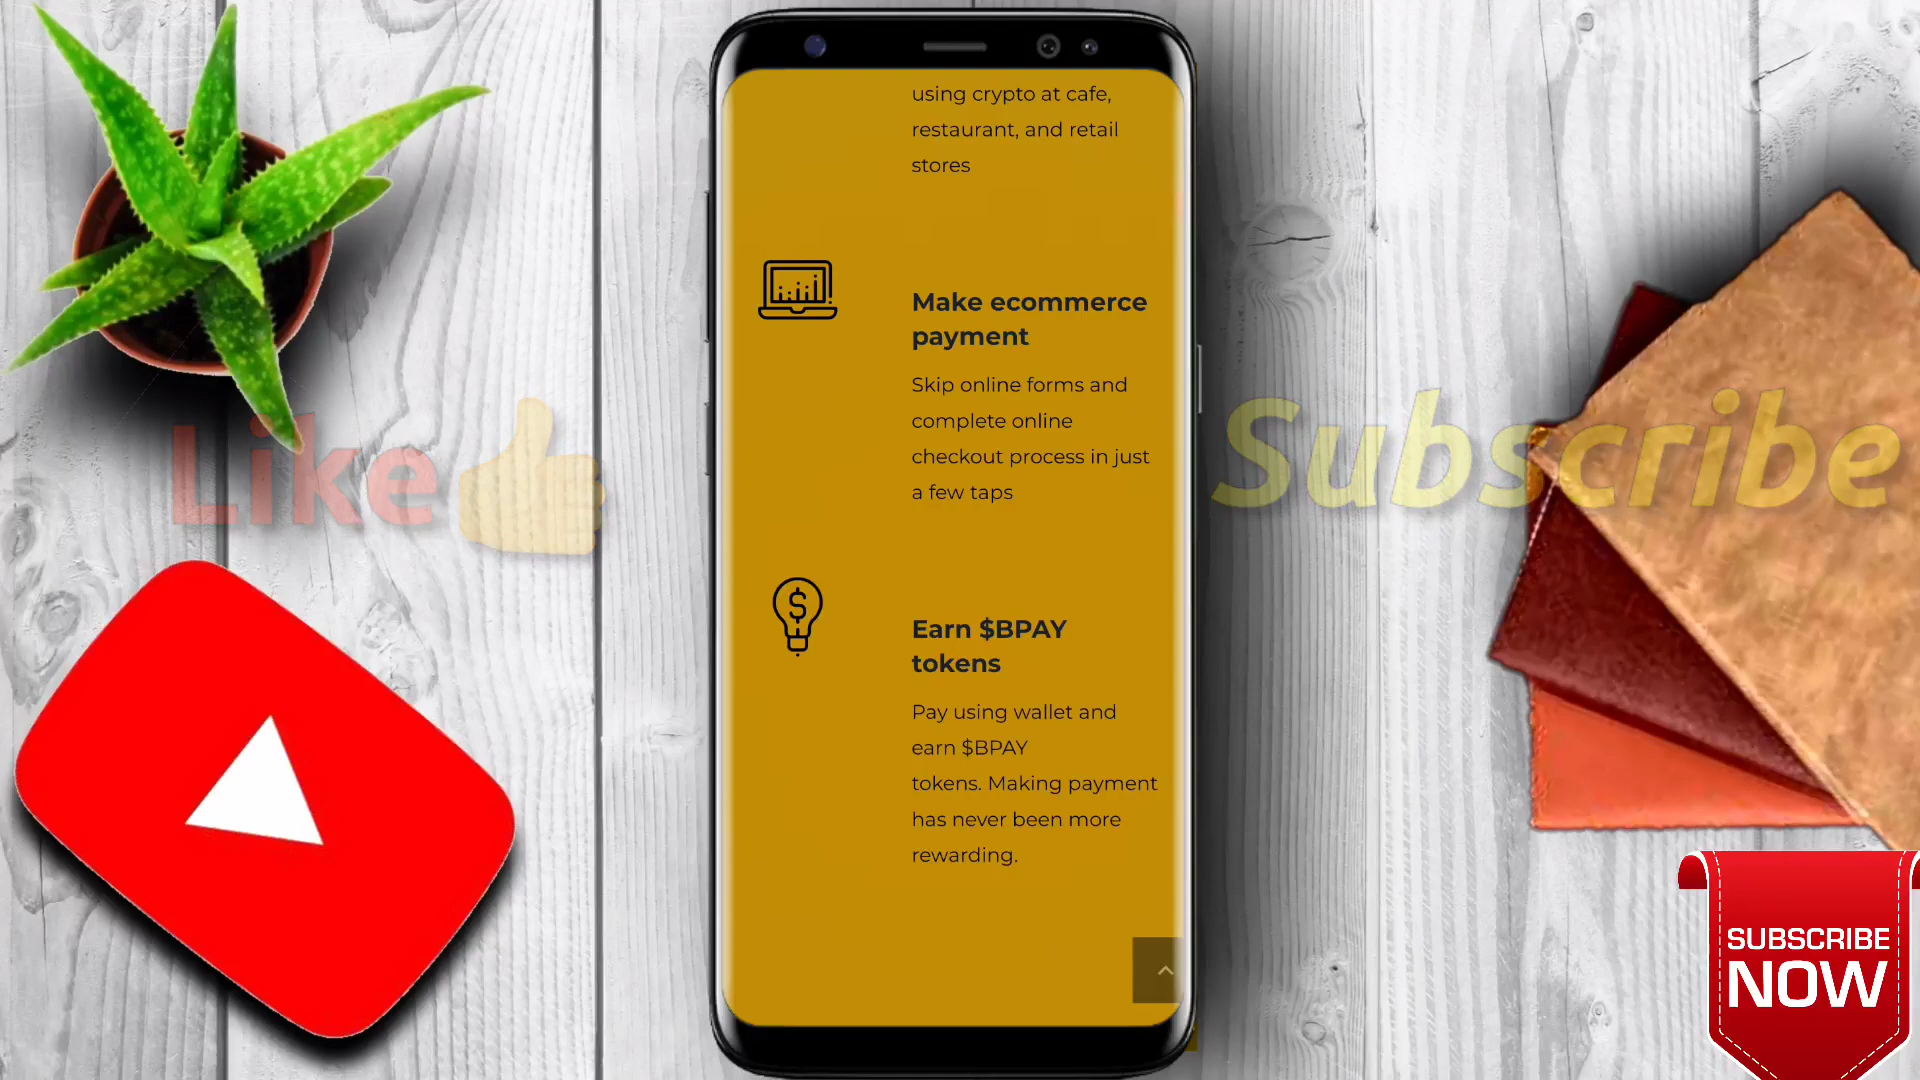 using crypto at cafe,
restaurant, and retail
stores
Make ecommerce
payment
Skip online forms and
complete online
checkout process in just
a few taps
Earn $BPAY
tokens
Pay using wallet and
earn $BPAY
tokens. Making payment
has never been more
rewarding.
Like
Subscribe
SUBSCRIBE
NOW